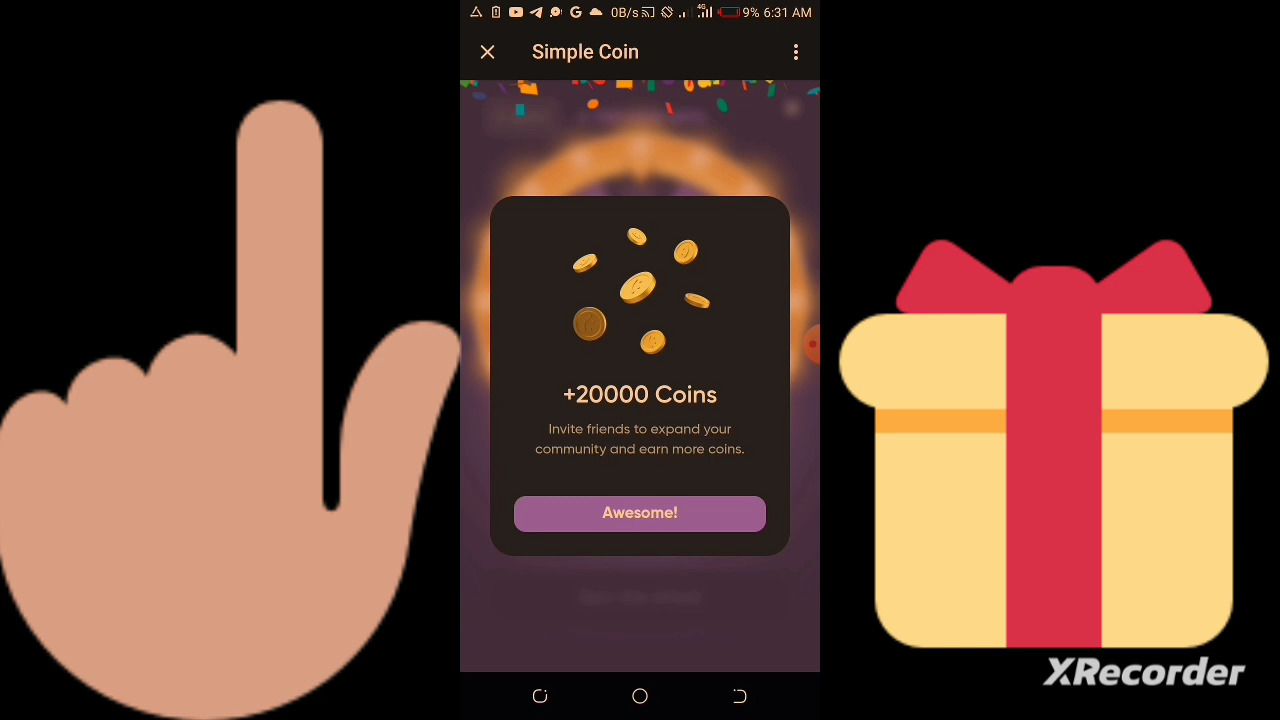 0B/s 4G 9% 6:31 AM
Simple Coin
+20000 Coins
Invite friends to expand your
community and earn more coins.
Awesome!
XRecorder